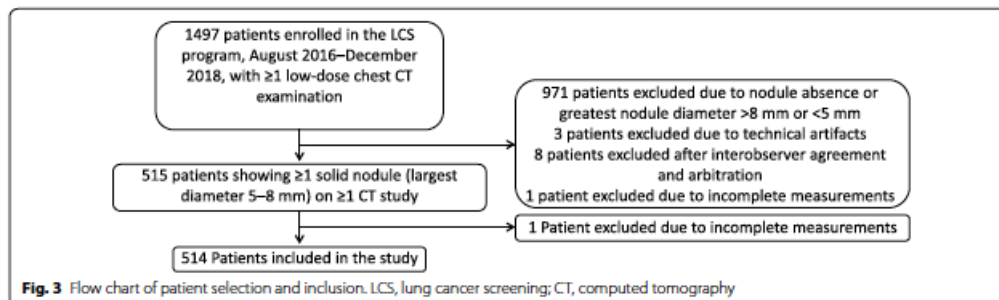 1497 patients enrolled in the LCS
program, August 2016–December
2018, with ≥1 low-dose chest CT
examination
971 patients excluded due to nodule absence or
greatest nodule diameter >8 mm or <5 mm
3 patients excluded due to technical artifacts
8 patients excluded after interobserver agreement
and arbitration
1 patient excluded due to incomplete measurements
515 patients showing ≥1 solid nodule (largest
diameter 5–8 mm) on ≥1 CT study
1 Patient excluded due to incomplete measurements
514 Patients included in the study
Fig. 3 Flow chart of patient selection and inclusion. LCS, lung cancer screening; CT, computed tomography